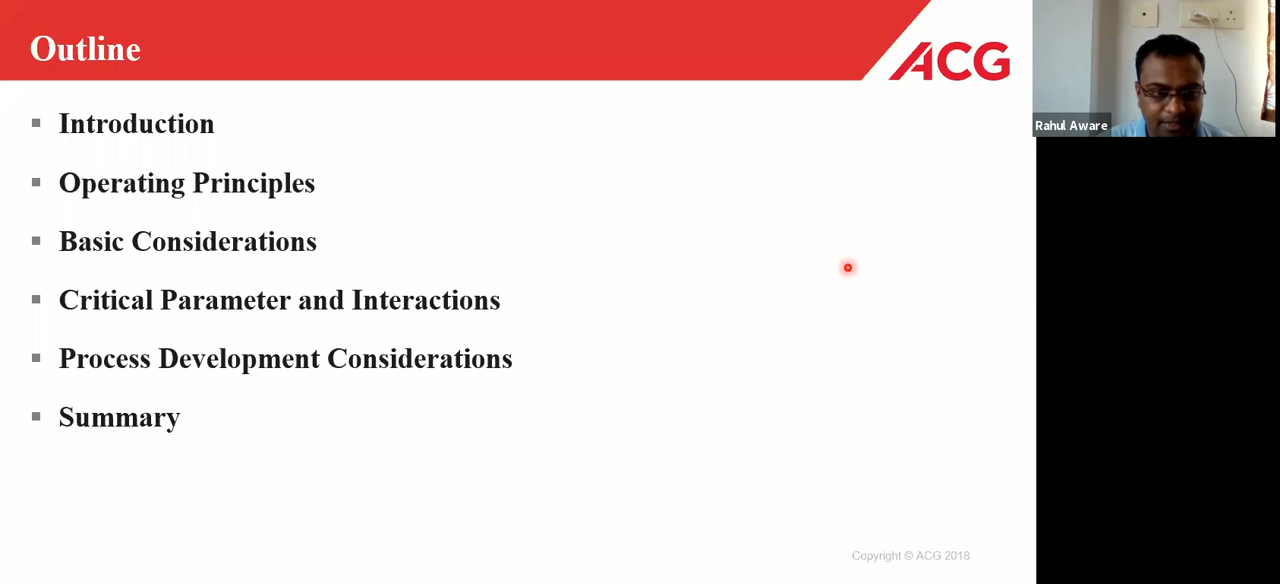 Outline
ACG
Introduction
Operating Principles
Basic Considerations
Critical Parameter and Interactions
Process Development Considerations
Summary
Copyright © ACG 2018
Rahul Aware